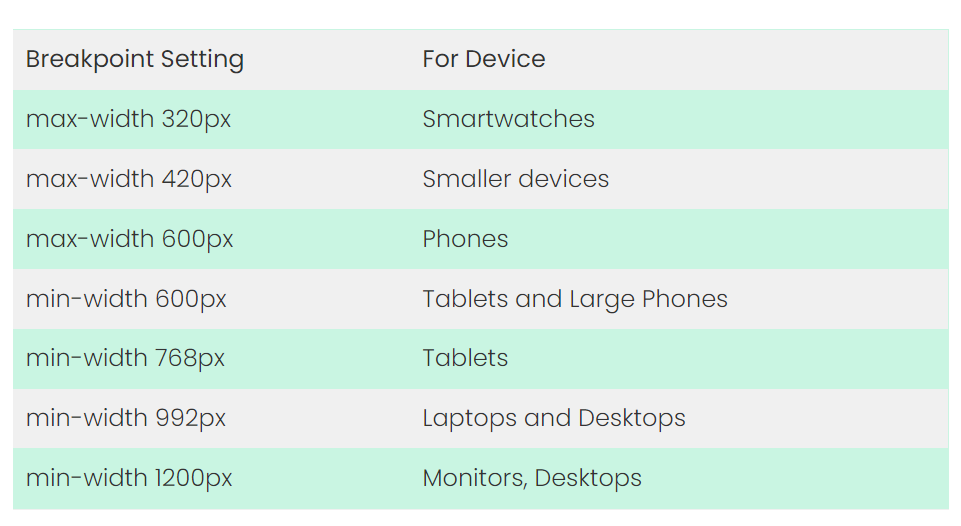 Breakpoint Setting For Device
max-width 320px Smartwatches
max-width 420px Smaller devices
max-width 600px Phones
min-width 600px Tablets and Large Phones
min-width 768px Tablets
min-width 992px Laptops and Desktops
min-width 1200px Monitors, Desktops